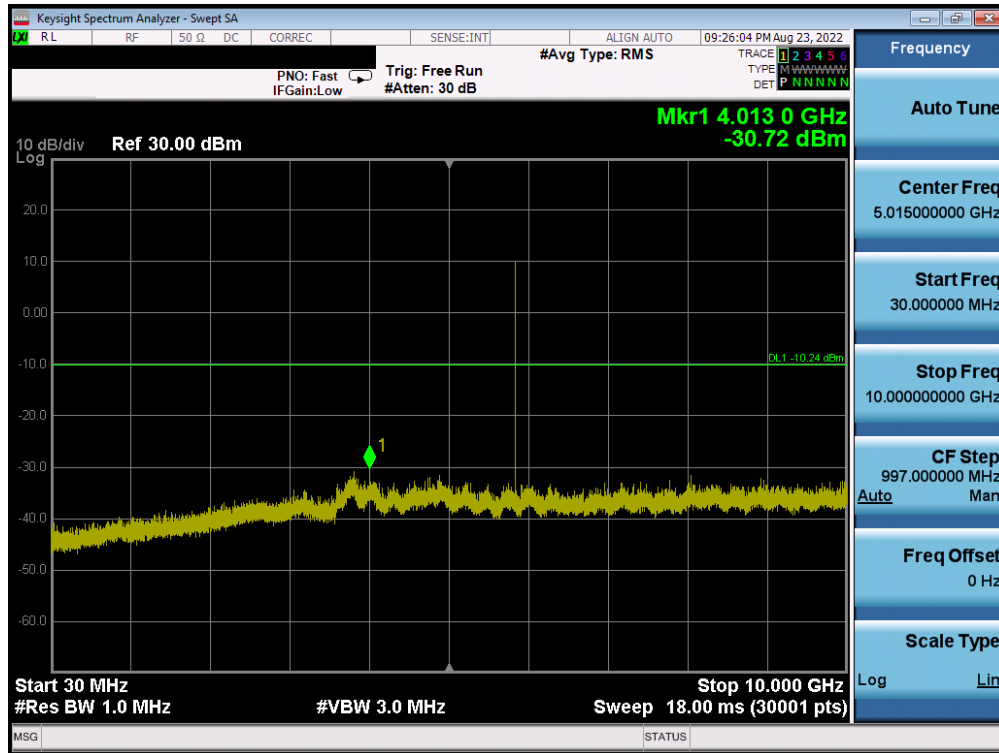 Keysight Spectrum Analyzer - Swept SA
LXI RL RF 50 Ω DC CORREC SENSE:INT ALIGN AUTO 09:26:04 PM Aug 23, 2022
#Avg Type: RMS TRACE 1 2 3 4 5 6
PNO: Fast Trig: Free Run TYPE M WWWWW
IFGain:Low #Atten: 30 dB DET P N N N N N
Mkr1 4.013 0 GHz
-30.72 dBm
10 dB/div Ref 30.00 dBm
Log
20.0
10.0
0.00
-10.0
DL1 -10.24 dBm
-20.0
1
-30.0
-40.0
-50.0
-60.0
Start 30 MHz Stop 10.000 GHz
#Res BW 1.0 MHz #VBW 3.0 MHz Sweep 18.00 ms (30001 pts)
MSG STATUS
Frequency
Auto Tune
Center Freq
5.015000000 GHz
Start Freq
30.000000 MHz
Stop Freq
10.000000000 GHz
CF Step
997.000000 MHz
Auto Man
Freq Offset
0 Hz
Scale Type
Log Lin